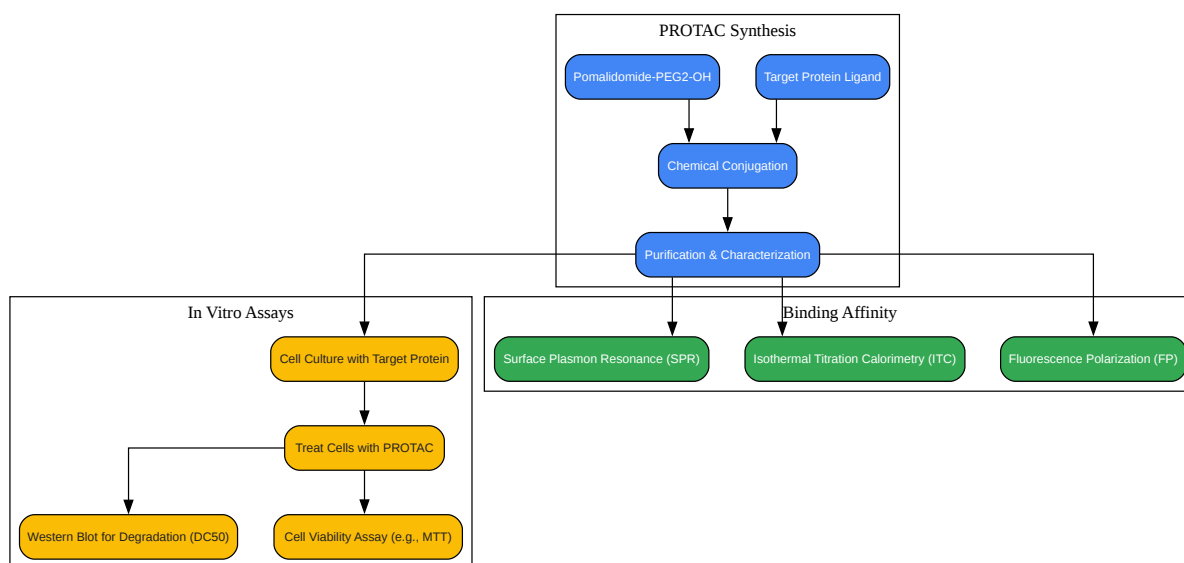 PROTAC Synthesis
Pomalidomide-PEG2-OH
Target Protein Ligand
Chemical Conjugation
Purification & Characterization
In Vitro Assays
Binding Affinity
Cell Culture with Target Protein
Surface Plasmon Resonance (SPR)
Isothermal Titration Calorimetry (ITC)
Fluorescence Polarization (FP)
Treat Cells with PROTAC
Western Blot for Degradation (DC50)
Cell Viability Assay (e.g., MTT)